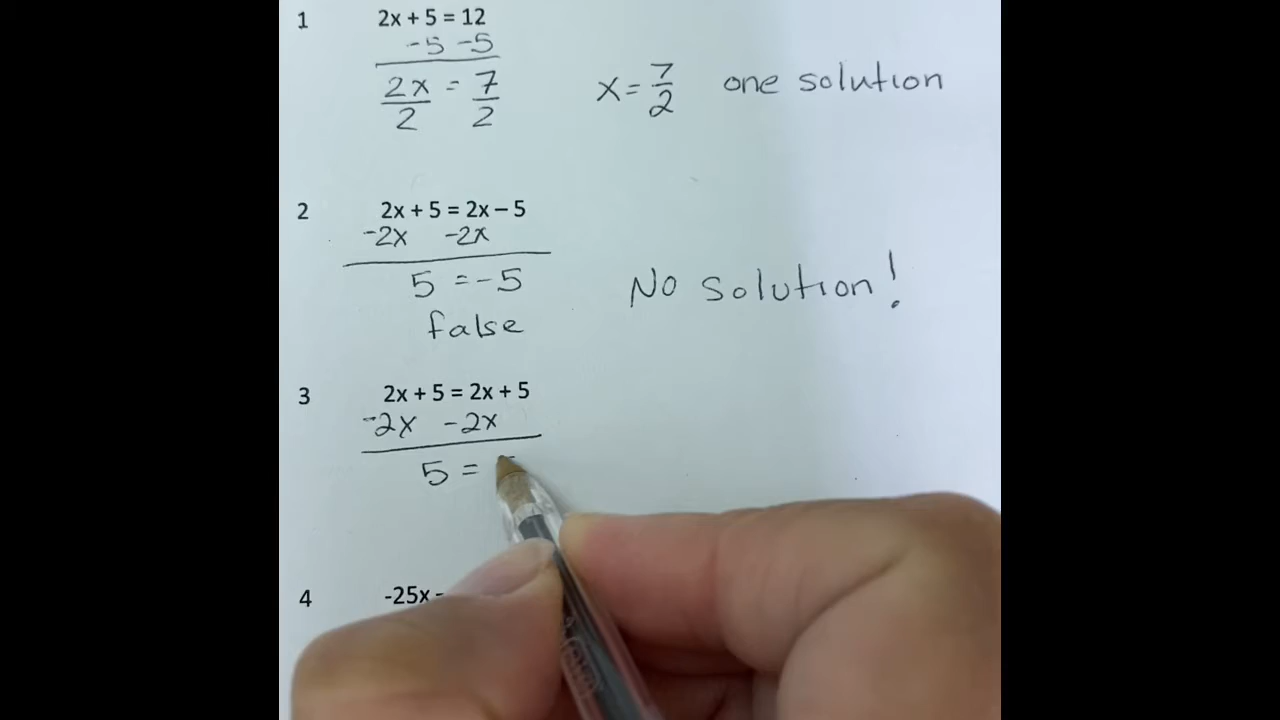 1 2x + 5 = 12
-5 -5
2x = 7
2 2
x = 7/2 one solution
2 2x + 5 = 2x – 5
-2x -2x
5 = -5
No solution!
false
3 2x + 5 = 2x + 5
-2x -2x
5 =
4 -25x